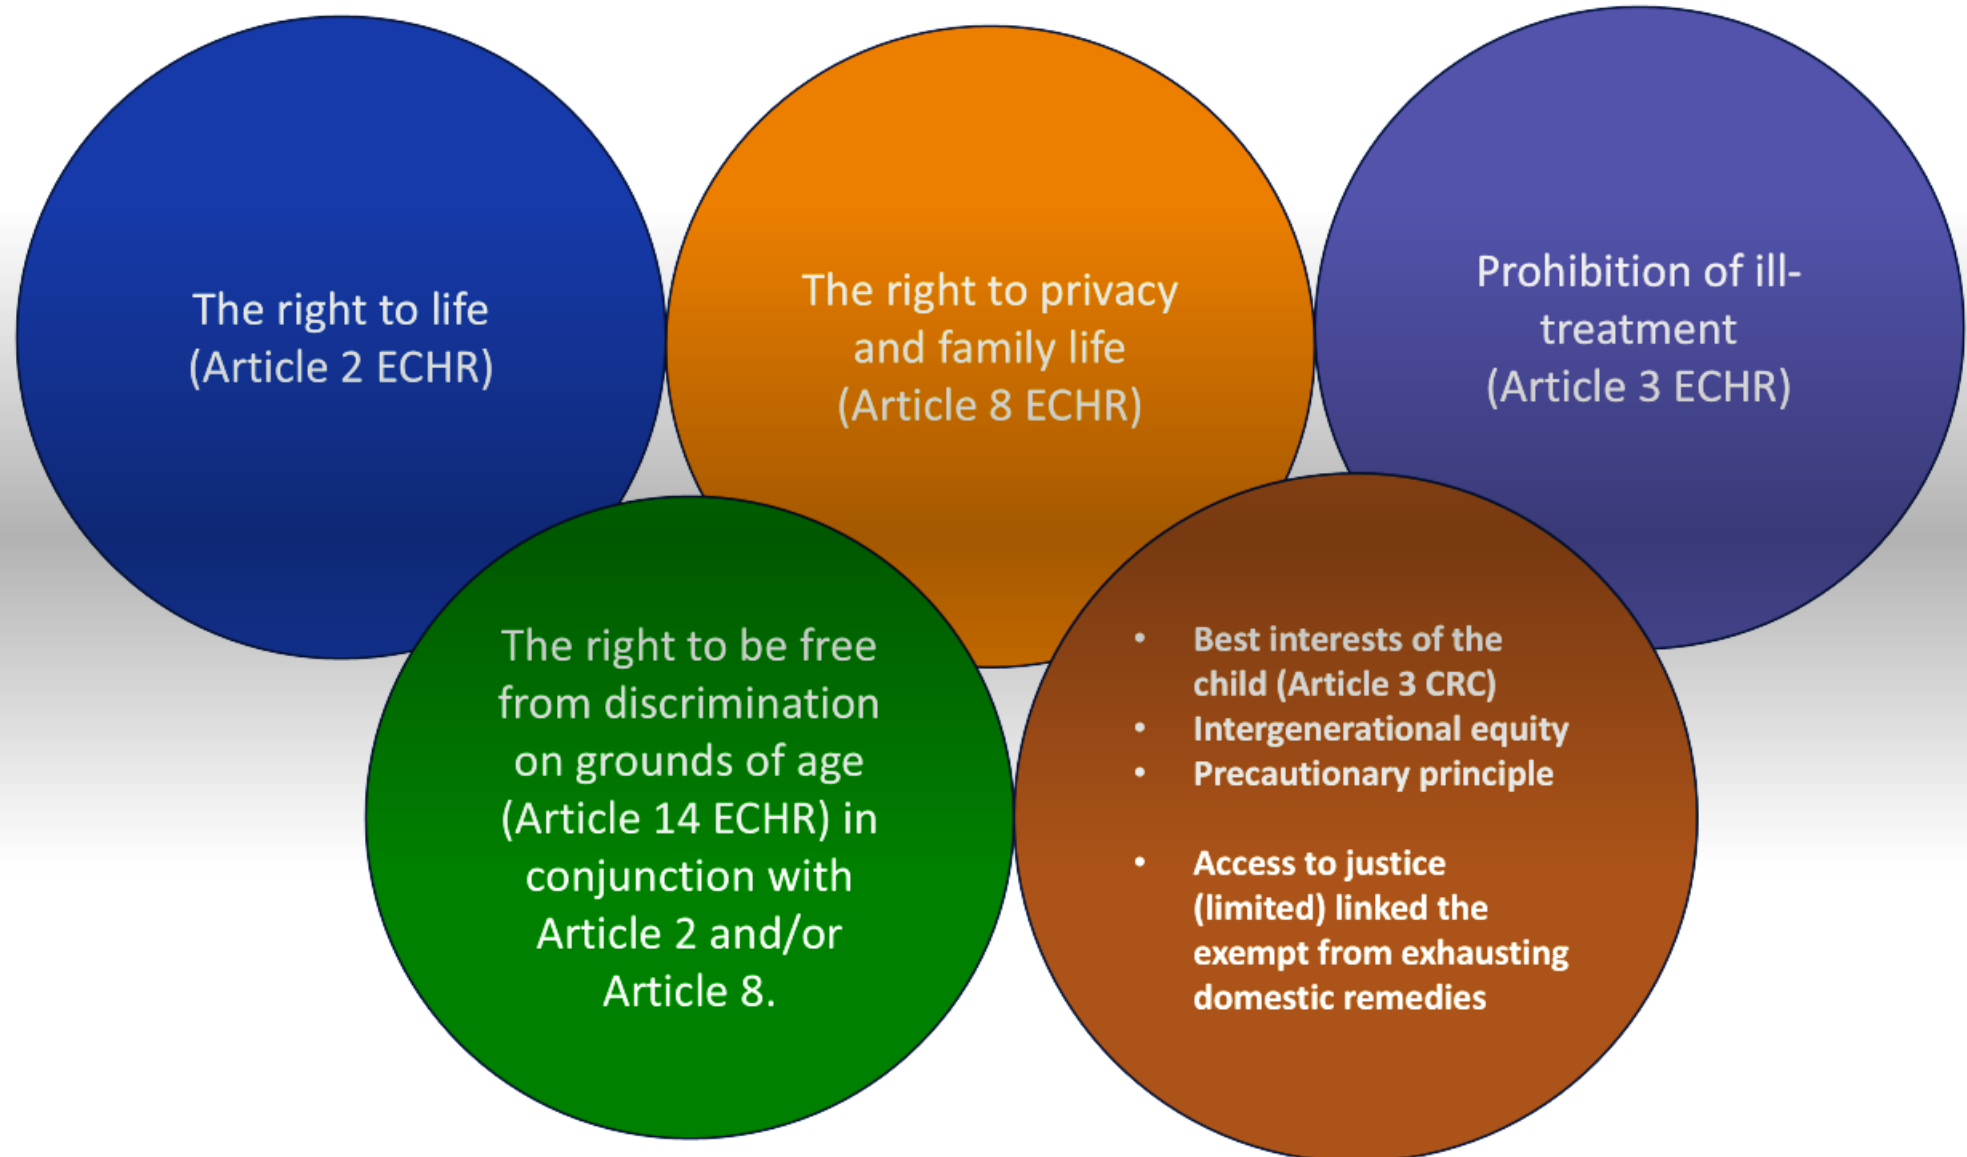 The right to life
(Article 2 ECHR)
The right to privacy
and family life
(Article 8 ECHR)
Prohibition of ill-
treatment
(Article 3 ECHR)
The right to be free
from discrimination
on grounds of age
(Article 14 ECHR) in
conjunction with
Article 2 and/or
Article 8.
• Best interests of the
child (Article 3 CRC)
• Intergenerational equity
• Precautionary principle
• Access to justice
(limited) linked the
exempt from exhausting
domestic remedies